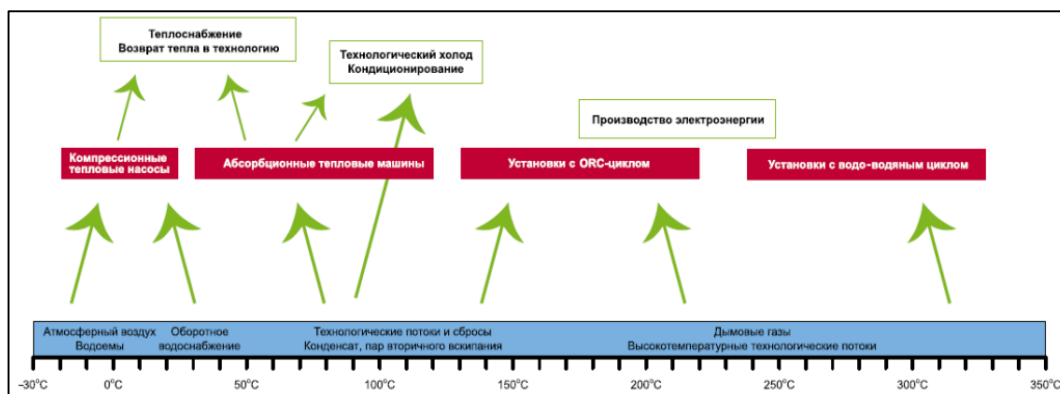 Теплоснабжение
Возврат тепла в технологию
Технологический холод
Кондиционирование
Производство электроэнергии
Компрессионные
тепловые насосы
Абсорбционные тепловые машины
Установки с ORC-циклом
Установки с водо-водяным циклом
Атмосферный воздух
Водоемы
Оборотное
водоснабжение
Технологические потоки и сбросы
Конденсат, пар вторичного вскипания
Дымовые газы
Высокотемпературные технологические потоки
–30°C 0°C 50°C 100°C 150°C 200°C 250°C 300°C 350°C